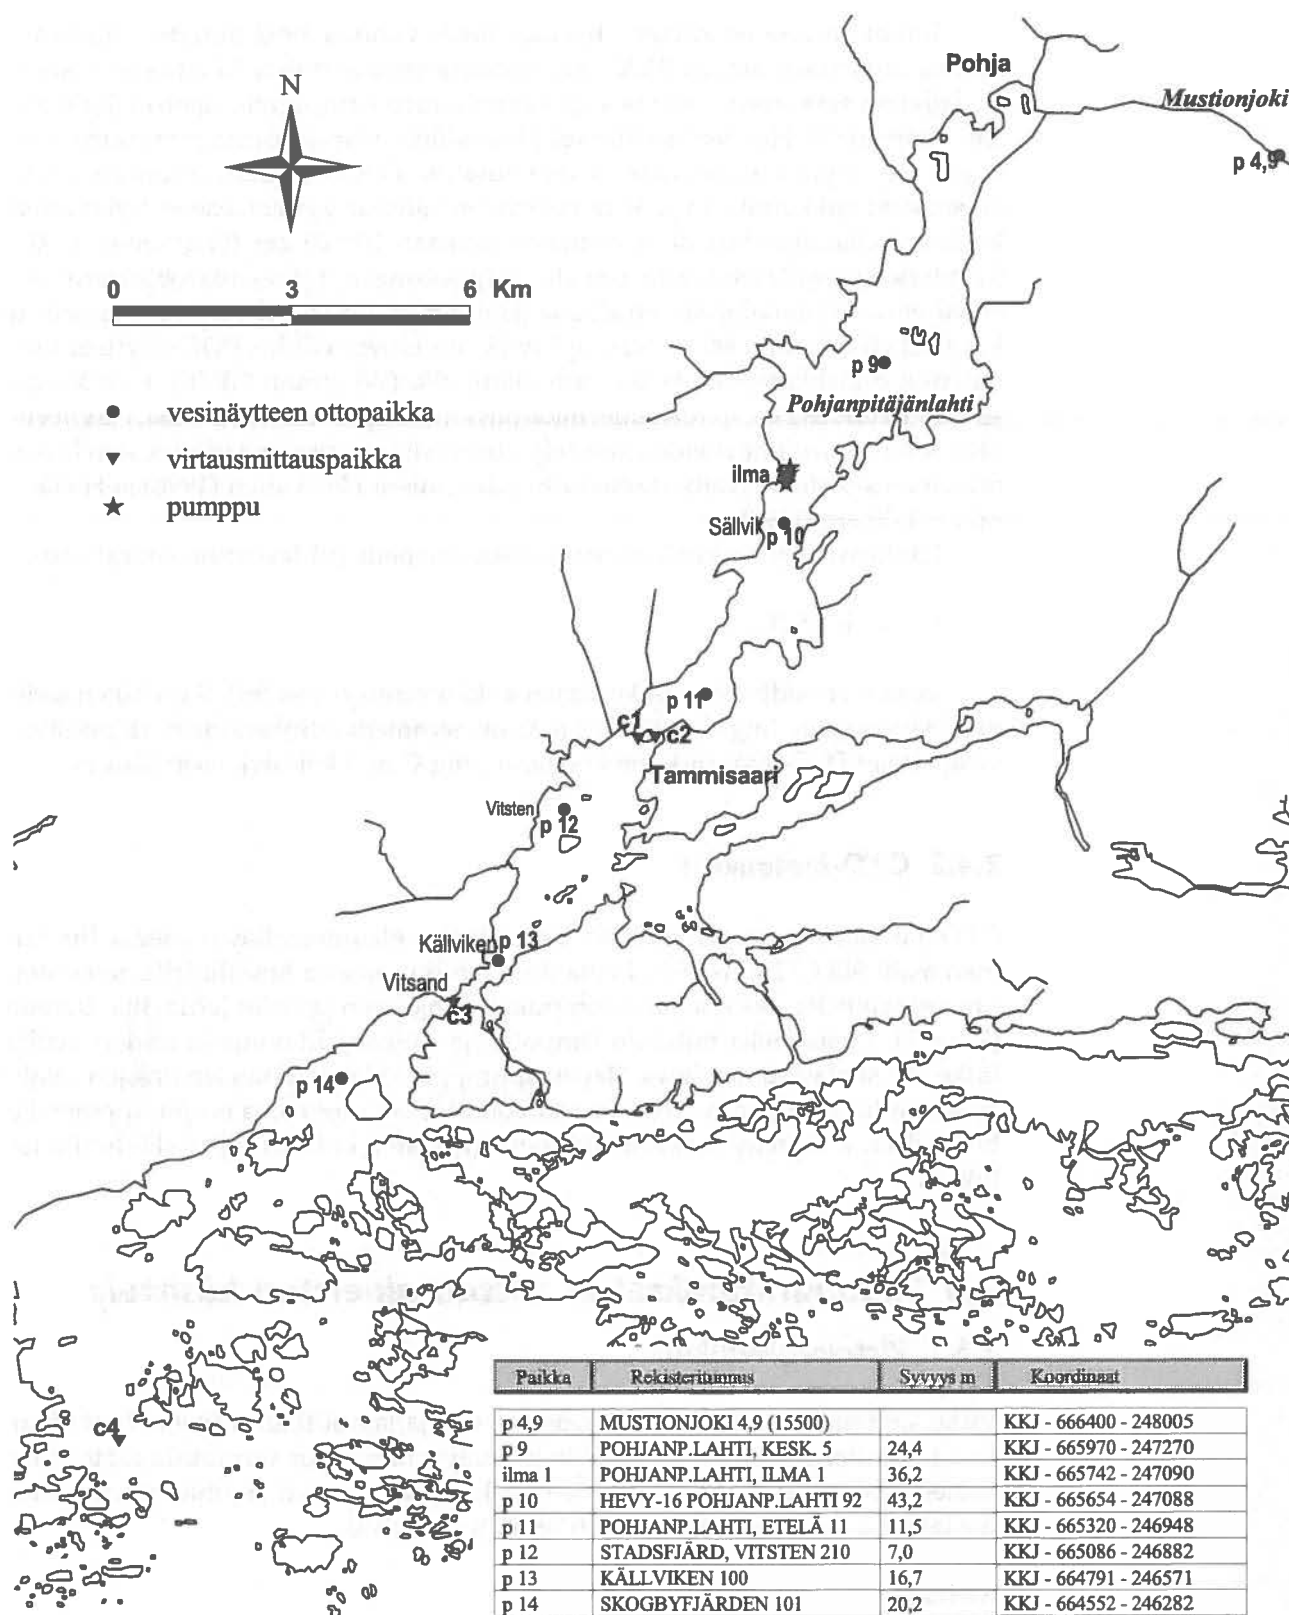 Pohja
N
Mustionjoki
p 4,9
0 3 6 Km
p 9
vesinäytteen ottopaikka
Pohjanpitäjänlahti
virtausmittauspaikka
ilma
pumppu
Sällvik
p 10
p 11
c1
c2
Tammisaari
Vitsten
p 12
Källviken
p 13
Vitsand
c3
p 14
c4
Paikka Rekisteritunnus Syvyys m Koordinaat
p 4,9 MUSTIONJOKI 4,9 (15500) KKJ - 666400 - 248005
p 9 POHJANP.LAHTI, KESK. 5 24,4 KKJ - 665970 - 247270
ilma 1 POHJANP.LAHTI, ILMA 1 36,2 KKJ - 665742 - 247090
p 10 HEVY-16 POHJANP.LAHTI 92 43,2 KKJ - 665654 - 247088
p 11 POHJANP.LAHTI, ETELÄ 11 11,5 KKJ - 665320 - 246948
p 12 STADSFJÄRD, VITSTEN 210 7,0 KKJ - 665086 - 246882
p 13 KÄLLVIKEN 100 16,7 KKJ - 664791 - 246571
p 14 SKOGBYFJÄRDEN 101 20,2 KKJ - 664552 - 246282